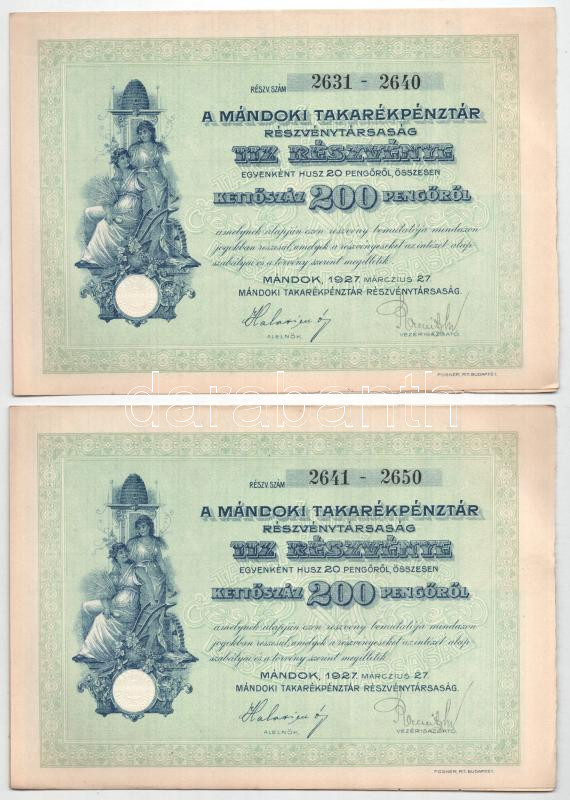 RÉSZV. SZÁM 2631 - 2640
A MÁNDOKI TAKARÉKPÉNZTÁR
RÉSZVÉNYTÁRSASÁG
TIZ RÉSZVÉNYE
EGYENKÉNT HUSZ 20 PENGŐRŐL, ÖSSZESEN
KETTŐSZÁZ 200 PENGŐRŐL
amelynek alapján ezen részvény bemutatója mindazon
jogokban részesül, amelyek a részvényeseket az intézet alap-
szabályai és a törvény szerint megilletik.
MÁNDOK, 1927. MÁRCZIUS 27.
MÁNDOKI TAKARÉKPÉNZTÁR RÉSZVÉNYTÁRSASÁG.
ALELNÖK.
VEZÉRIGAZGATÓ.
POSNER, R.T. BUDAPEST.
darabanth
RÉSZV. SZÁM 2641 - 2650
A MÁNDOKI TAKARÉKPÉNZTÁR
RÉSZVÉNYTÁRSASÁG
TIZ RÉSZVÉNYE
EGYENKÉNT HUSZ 20 PENGŐRŐL, ÖSSZESEN
KETTŐSZÁZ 200 PENGŐRŐL
amelynek alapján ezen részvény bemutatója mindazon
jogokban részesül, amelyek a részvényeseket az intézet alap-
szabályai és a törvény szerint megilletik.
MÁNDOK, 1927. MÁRCZIUS 27.
MÁNDOKI TAKARÉKPÉNZTÁR RÉSZVÉNYTÁRSASÁG.
ALELNÖK.
VEZÉRIGAZGATÓ.
POSNER, R.T. BUDAPEST.